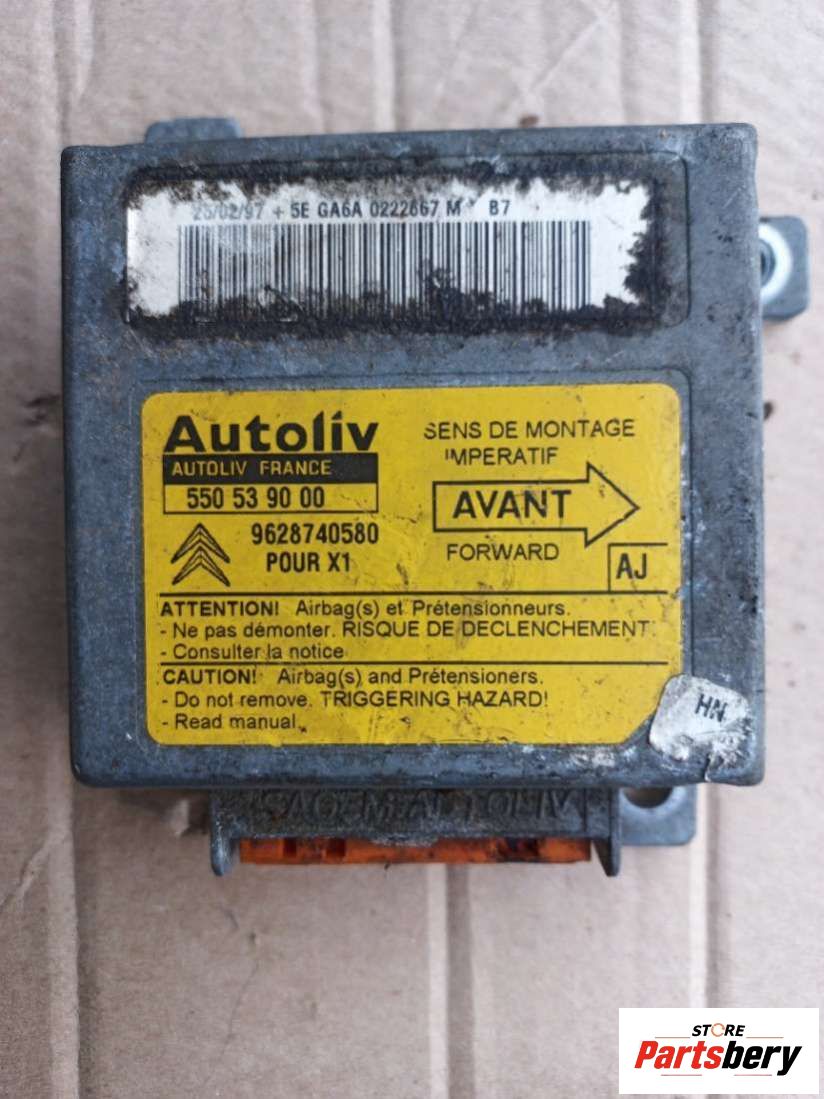 25/02/97 + 5E GA6A 0222667 M B7
Autoliv
AUTOLIV FRANCE
550 53 90 00
9628740580
POUR X1
SENS DE MONTAGE
IMPERATIF
AVANT
FORWARD
AJ
ATTENTION! Airbag(s) et Prétensionneurs.
- Ne pas démonter. RISQUE DE DECLENCHEMENT.
- Consulter la notice
CAUTION! Airbag(s) and Prétensioners.
- Do not remove. TRIGGERING HAZARD!
- Read manual.
HN
SAGEM/AUTOLIV
STORE
Partsbery